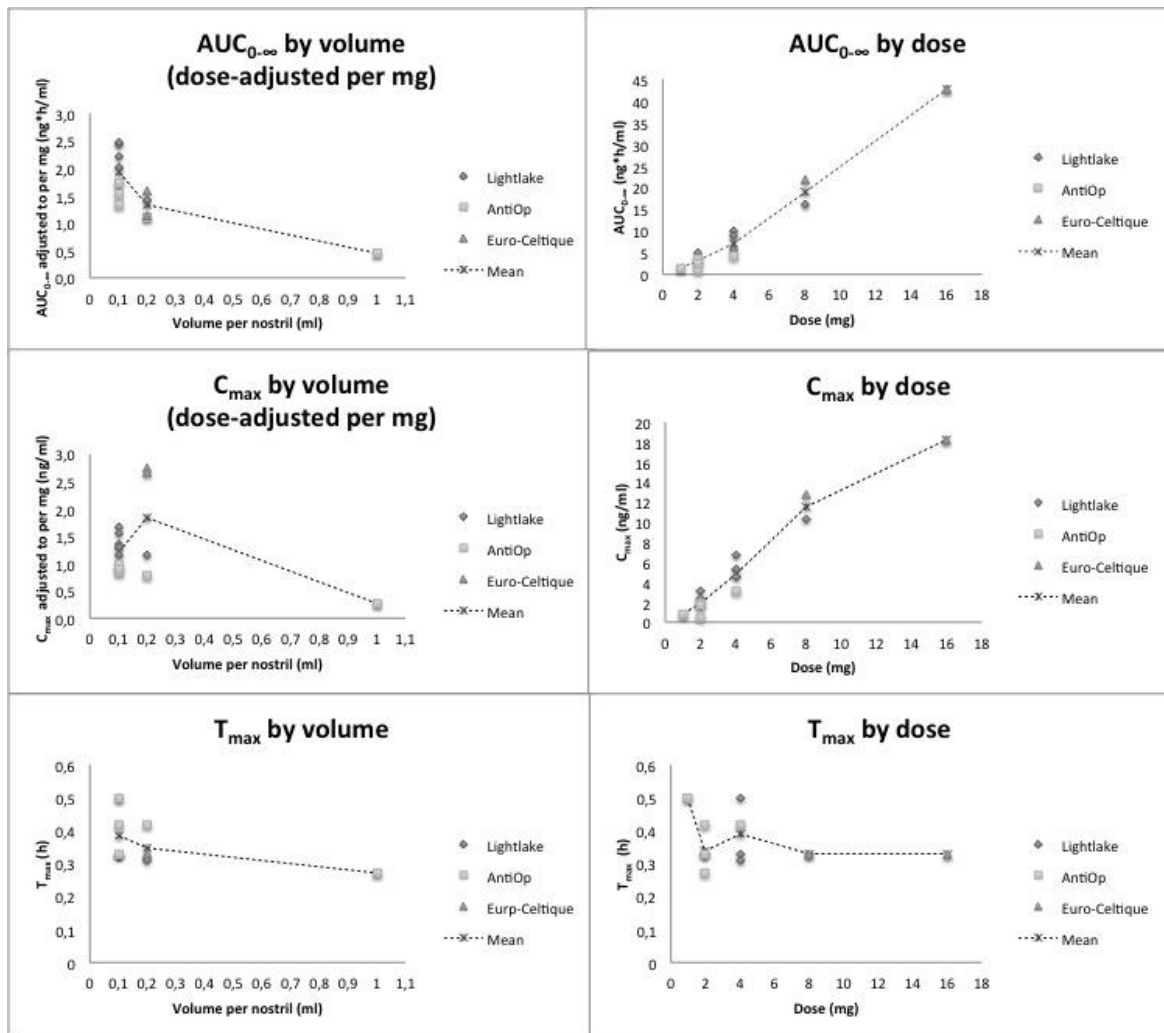 AUC0-∞ by volume
(dose-adjusted per mg)
AUC0-∞ adjusted to per mg (ng*h/ml)
3,0
2,5
2,0
1,5
1,0
0,5
0,0
0 0,1 0,2 0,3 0,4 0,5 0,6 0,7 0,8 0,9 1 1,1
Volume per nostril (ml)
Lightlake
AntiOp
Euro-Celtique
Mean
AUC0-∞ by dose
AUC0-∞ (ng*h/ml)
45
40
35
30
25
20
15
10
5
0
0 2 4 6 8 10 12 14 16 18
Dose (mg)
Lightlake
AntiOp
Euro-Celtique
Mean
Cmax by volume
(dose-adjusted per mg)
Cmax adjusted to per mg (ng/ml)
3,0
2,5
2,0
1,5
1,0
0,5
0,0
0 0,1 0,2 0,3 0,4 0,5 0,6 0,7 0,8 0,9 1 1,1
Volume per nostril (ml)
Lightlake
AntiOp
Euro-Celtique
Mean
Cmax by dose
Cmax (ng/ml)
20
18
16
14
12
10
8
6
4
2
0
0 2 4 6 8 10 12 14 16 18
Dose (mg)
Lightlake
AntiOp
Euro-Celtique
Mean
Tmax by volume
Tmax (h)
0,6
0,5
0,4
0,3
0,2
0,1
0
0 0,1 0,2 0,3 0,4 0,5 0,6 0,7 0,8 0,9 1 1,1
Volume per nostril (ml)
Lightlake
AntiOp
Eurp-Celtique
Mean
Tmax by dose
Tmax (h)
0,6
0,5
0,4
0,3
0,2
0,1
0
0 2 4 6 8 10 12 14 16 18
Dose (mg)
Lightlake
AntiOp
Euro-Celtique
Mean